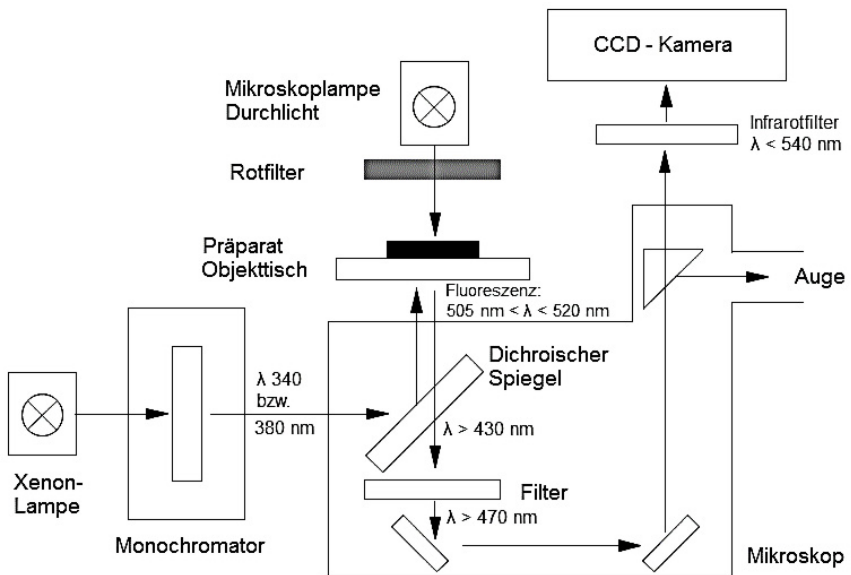 CCD - Kamera
Mikroskoplampe
Durchlicht
Infrarotfilter
λ < 540 nm
Rotfilter
Präparat
Objekttisch
Auge
Fluoreszenz:
505 nm < λ < 520 nm
Dichroischer
Spiegel
λ 340
bzw.
380 nm
λ > 430 nm
Xenon-
Lampe
Filter
λ > 470 nm
Monochromator
Mikroskop